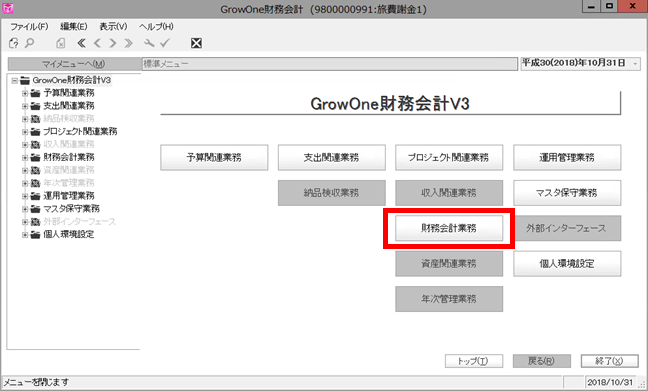 GrowOne財務会計 (9800000991:旅費謝金1)
ファイル(F) 編集(E) 表示(V) ヘルプ(H)
マイメニューへ(M) 標準メニュー 平成30(2018)年10月31日
GrowOne財務会計V3
予算関連業務
支出関連業務
納品検収業務
プロジェクト関連業務
収入関連業務
財務会計業務
資産関連業務
年次管理業務
運用管理業務
マスタ保守業務
外部インターフェース
個人環境設定
GrowOne財務会計V3
予算関連業務 支出関連業務 プロジェクト関連業務 運用管理業務
納品検収業務 収入関連業務 マスタ保守業務
財務会計業務 外部インターフェース
資産関連業務 個人環境設定
年次管理業務
トップ(T) 戻る(R) 終了(X)
メニューを閉じます 2018/10/31